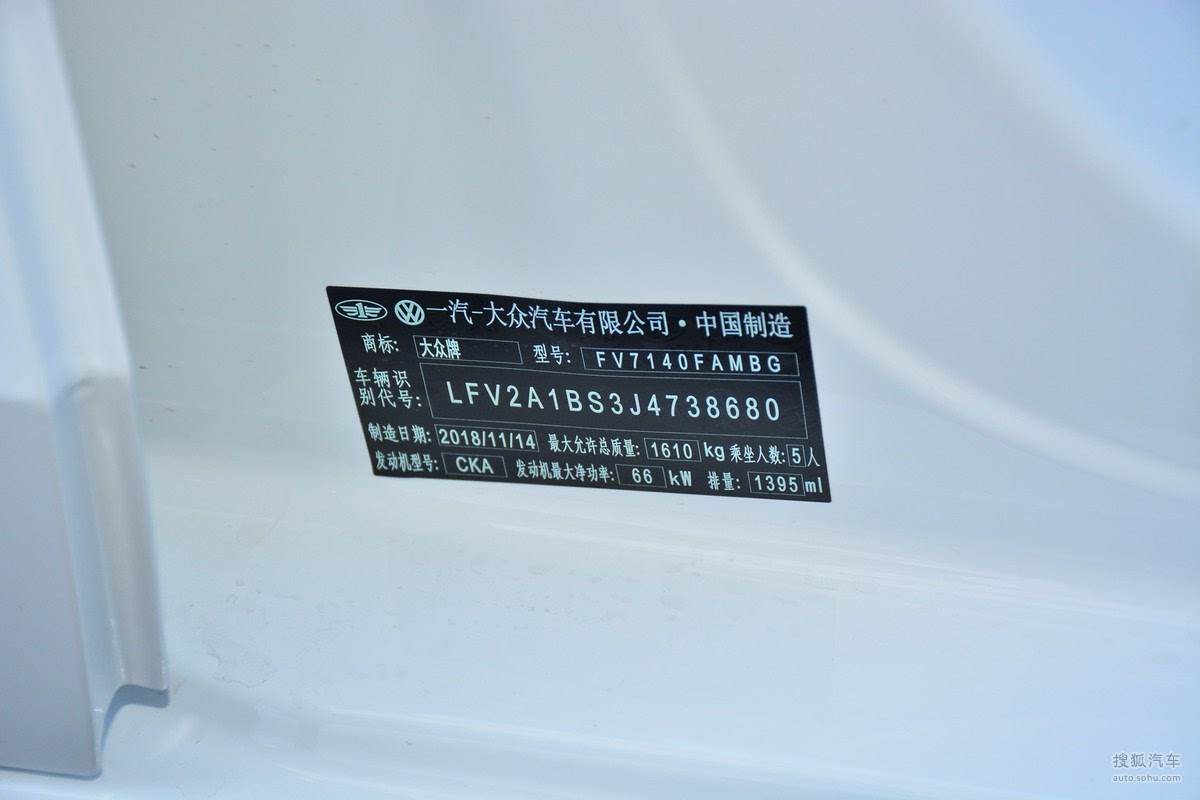 一汽-大众汽车有限公司·中国制造
商标: 大众牌 型号: FV7140FAMBG
车辆识别代号: LFV2A1BS3J4738680
制造日期: 2018/11/14 最大允许总质量: 1610 kg 乘坐人数: 5 人
发动机型号: CKA 发动机最大净功率: 66 kW 排量: 1395 ml
搜狐汽车
auto.sohu.com